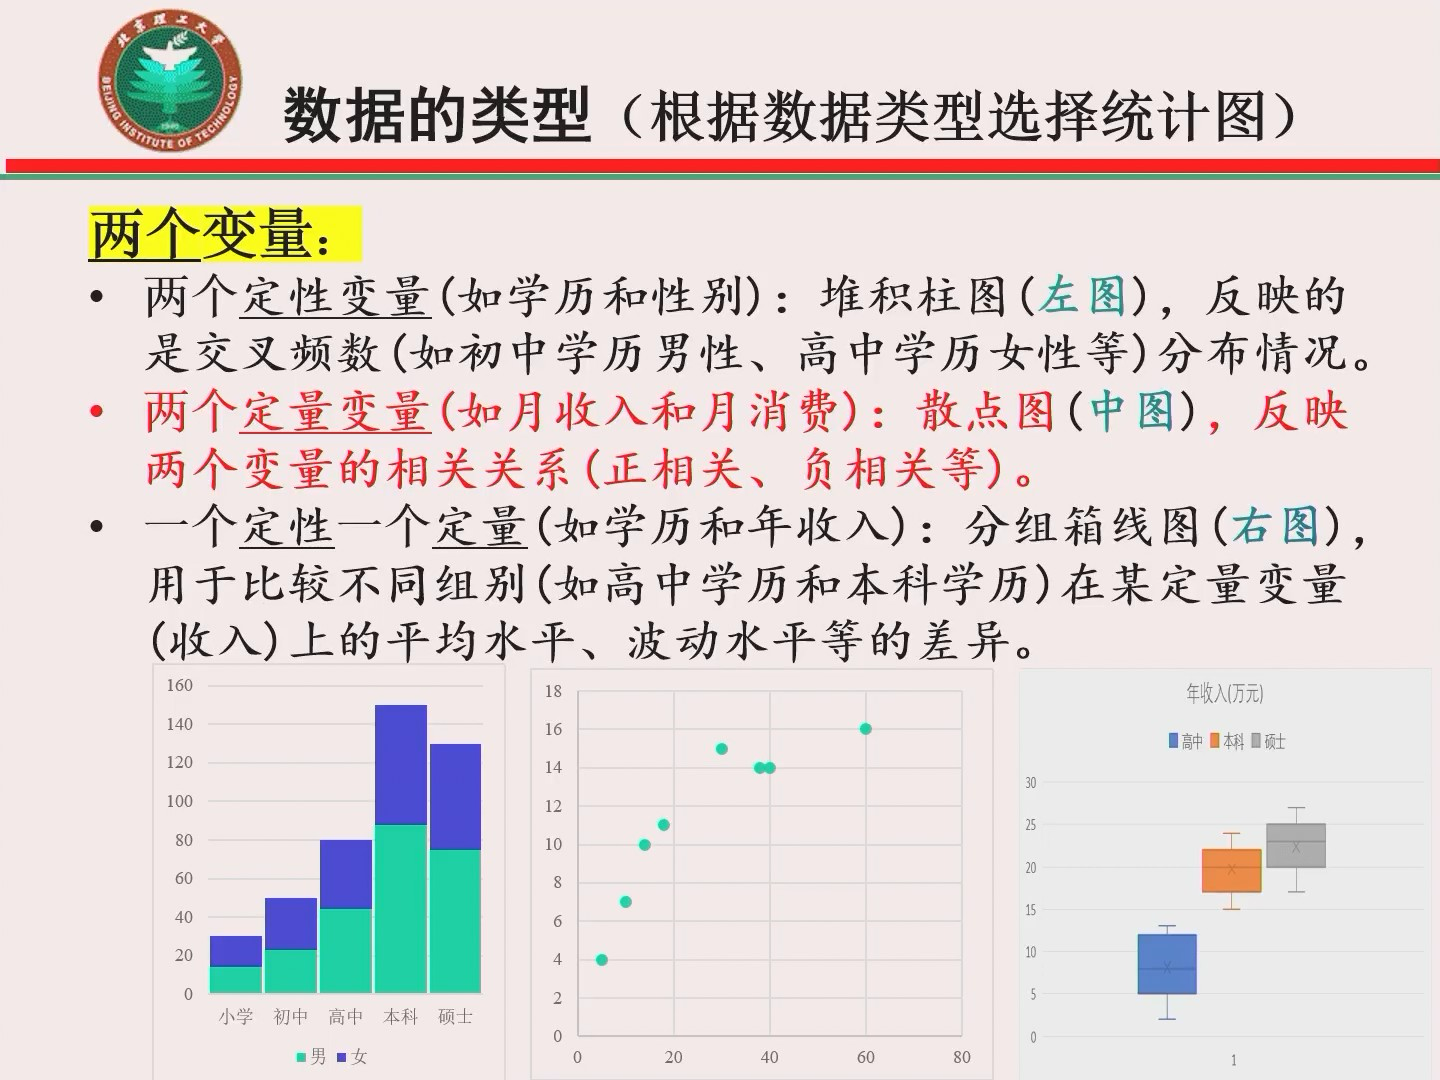 北京理工大学
BEIJING INSTITUTE OF TECHNOLOGY
1940
数据的类型（根据数据类型选择统计图）
两个变量：
• 两个定性变量(如学历和性别)：堆积柱图(左图)，反映的
是交叉频数(如初中学历男性、高中学历女性等)分布情况。
• 两个定量变量(如月收入和月消费)：散点图(中图)，反映
两个变量的相关关系(正相关、负相关等)。
• 一个定性一个定量(如学历和年收入)：分组箱线图(右图)，
用于比较不同组别(如高中学历和本科学历)在某定量变量
(收入)上的平均水平、波动水平等的差异。
160
140
120
100
80
60
40
20
0
小学 初中 高中 本科 硕士
男 女
18
16
14
12
10
8
6
4
2
0
0 20 40 60 80
年收入(万元)
高中 本科 硕士
30
25
20
15
10
5
0
1